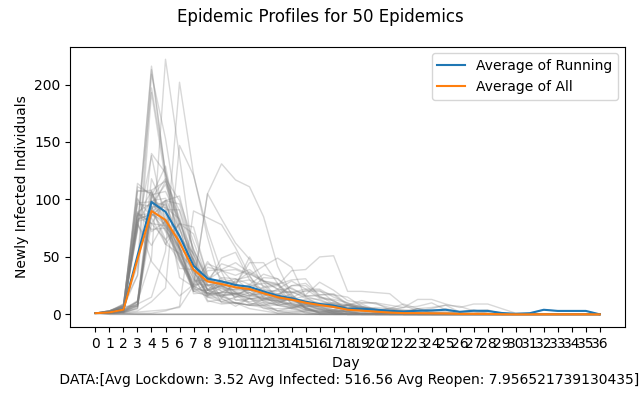 Epidemic Profiles for 50 Epidemics
Average of Running
Average of All
Newly Infected Individuals
200
150
100
50
0
0 1 2 3 4 5 6 7 8 9 10 11 12 13 14 15 16 17 18 19 20 21 22 23 24 25 26 27 28 29 30 31 32 33 34 35 36
Day
DATA:[Avg Lockdown: 3.52 Avg Infected: 516.56 Avg Reopen: 7.956521739130435]